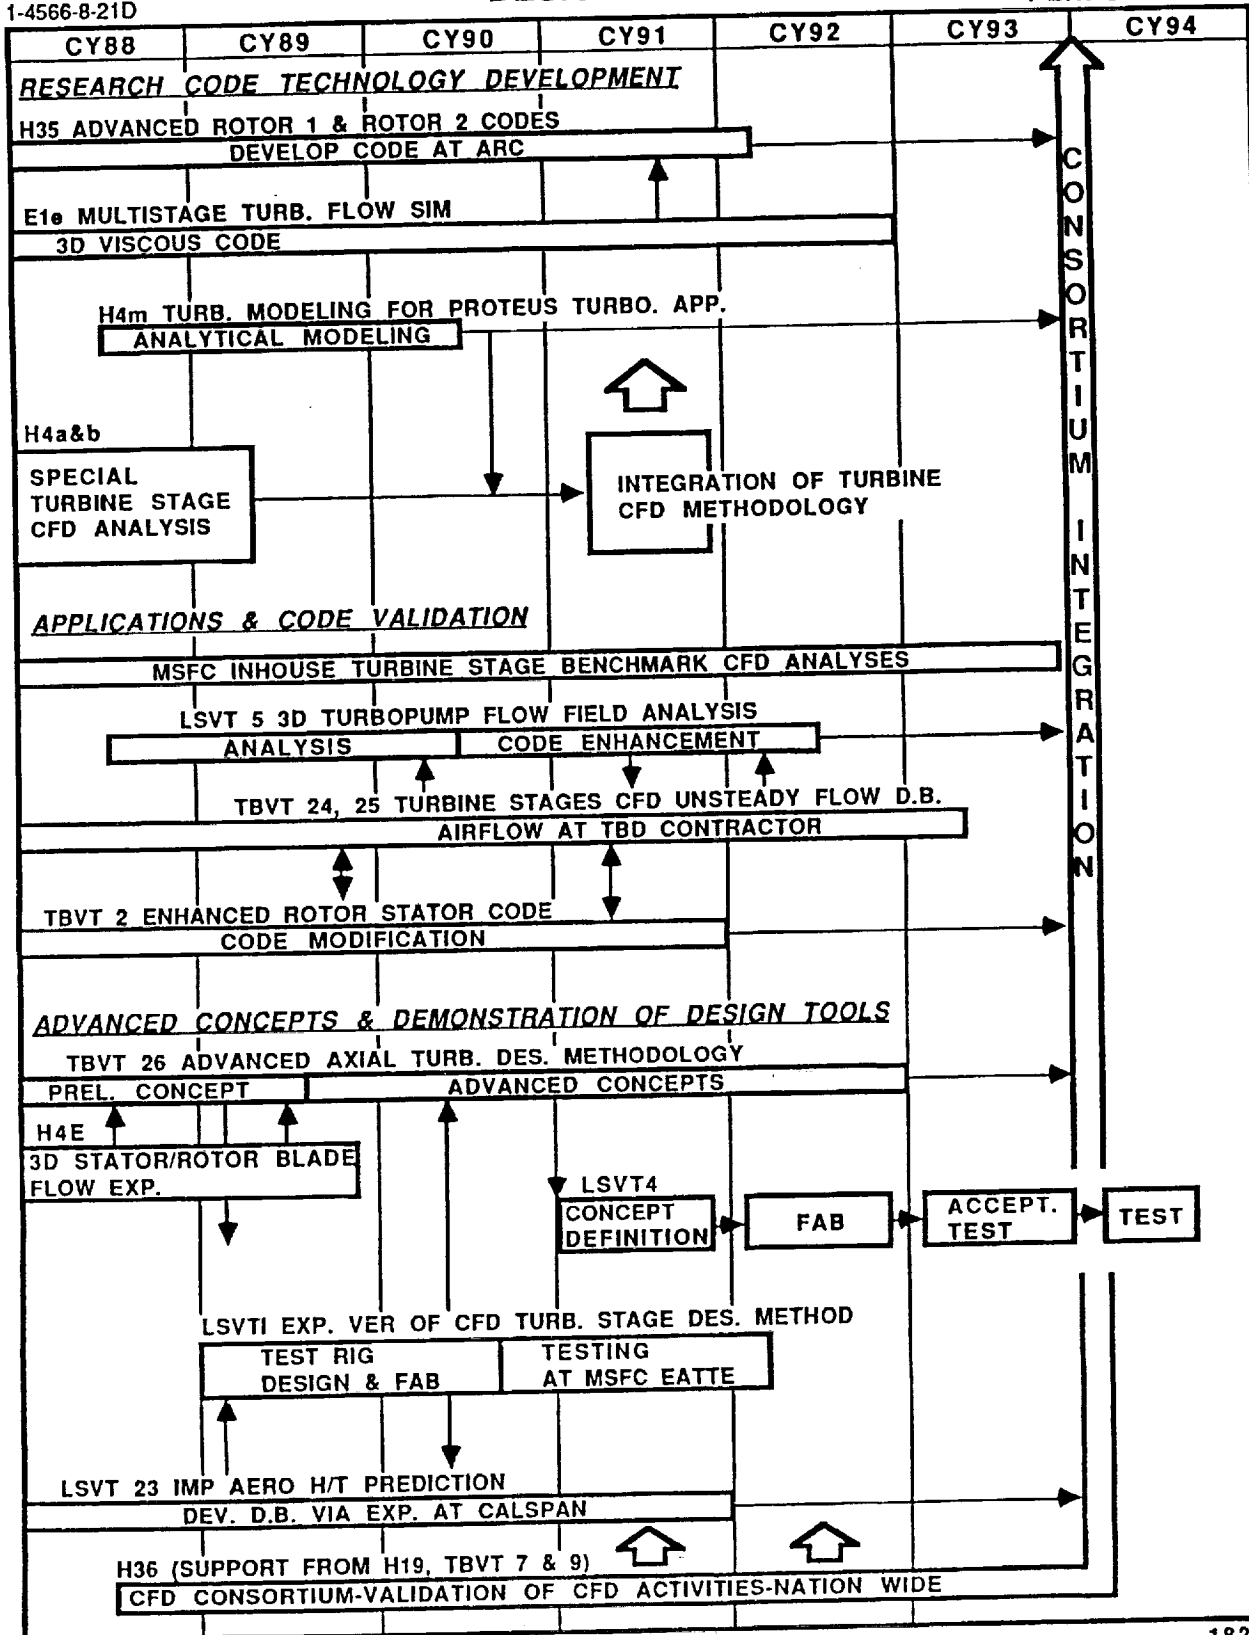 1-4566-8-21D
CY88 CY89 CY90 CY91 CY92 CY93 CY94
RESEARCH CODE TECHNOLOGY DEVELOPMENT
H35 ADVANCED ROTOR 1 & ROTOR 2 CODES
DEVELOP CODE AT ARC
E1e MULTISTAGE TURB. FLOW SIM
3D VISCOUS CODE
H4m TURB. MODELING FOR PROTEUS TURBO. APP.
ANALYTICAL MODELING
H4a&b
SPECIAL
TURBINE STAGE
CFD ANALYSIS
INTEGRATION OF TURBINE
CFD METHODOLOGY
CONSORTIUM INTEGRATION
APPLICATIONS & CODE VALIDATION
MSFC INHOUSE TURBINE STAGE BENCHMARK CFD ANALYSES
LSVT 5 3D TURBOPUMP FLOW FIELD ANALYSIS
ANALYSIS CODE ENHANCEMENT
TBVT 24, 25 TURBINE STAGES CFD UNSTEADY FLOW D.B.
AIRFLOW AT TBD CONTRACTOR
TBVT 2 ENHANCED ROTOR STATOR CODE
CODE MODIFICATION
ADVANCED CONCEPTS & DEMONSTRATION OF DESIGN TOOLS
TBVT 26 ADVANCED AXIAL TURB. DES. METHODOLOGY
PREL. CONCEPT ADVANCED CONCEPTS
H4E
3D STATOR/ROTOR BLADE
FLOW EXP.
LSVT4
CONCEPT
DEFINITION
FAB
ACCEPT.
TEST
TEST
LSVTI EXP. VER OF CFD TURB. STAGE DES. METHOD
TEST RIG
DESIGN & FAB
TESTING
AT MSFC EATTE
LSVT 23 IMP AERO H/T PREDICTION
DEV. D.B. VIA EXP. AT CALSPAN
H36 (SUPPORT FROM H19, TBVT 7 & 9)
CFD CONSORTIUM-VALIDATION OF CFD ACTIVITIES-NATION WIDE